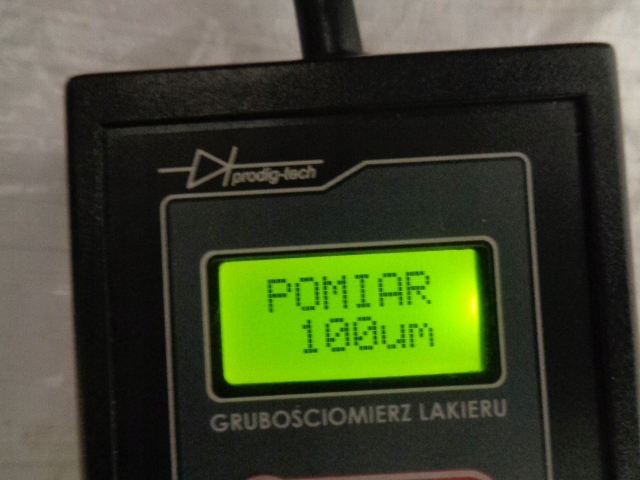 prodig-tech
POMIAR
100um
GRUBOŚCIOMIERZ LAKIERU